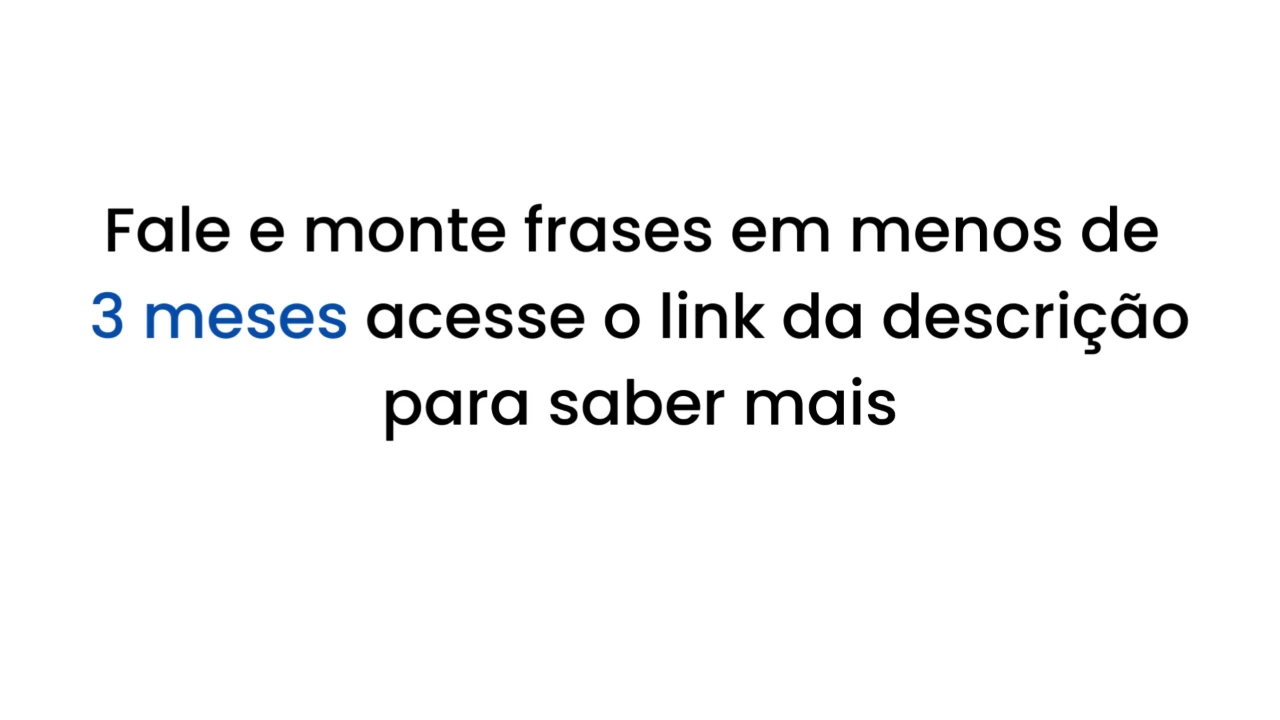 Fale e monte frases em menos de
3 meses acesse o link da descrição
para saber mais